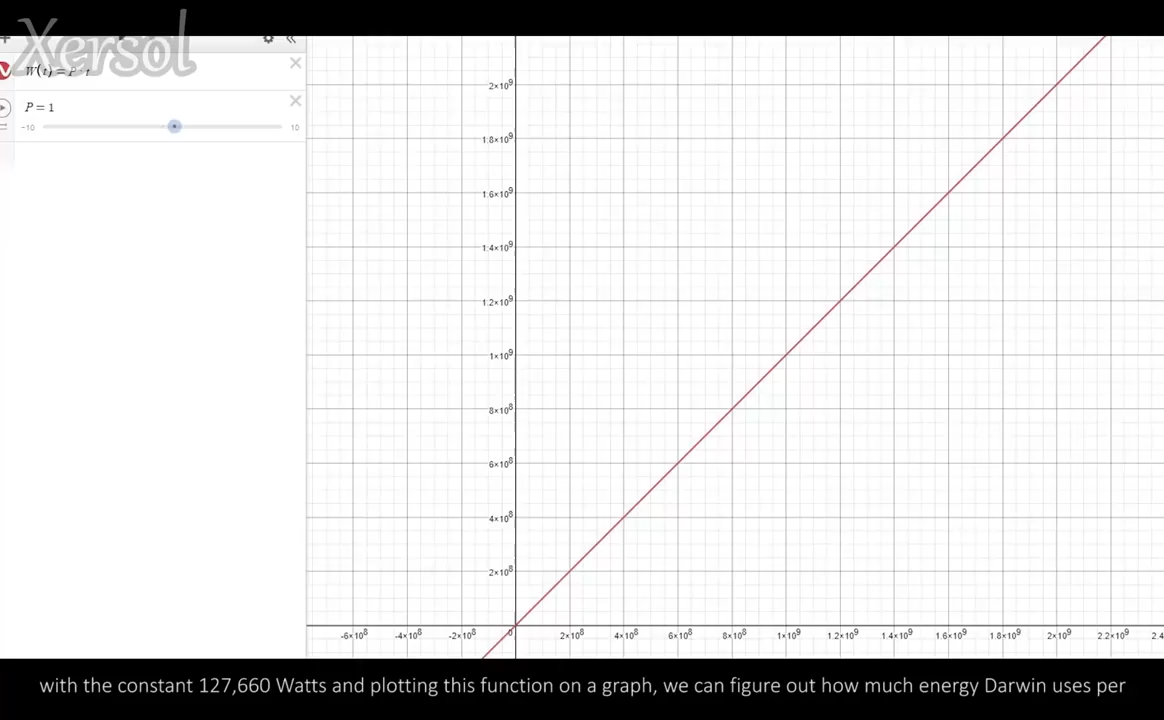 Xersol
W(t) = P · t
P = 1
-10
10
2×10⁹
1.8×10⁹
1.6×10⁹
1.4×10⁹
1.2×10⁹
1×10⁹
8×10⁸
6×10⁸
4×10⁸
2×10⁸
-6×10⁸ -4×10⁸ -2×10⁸ 0 2×10⁸ 4×10⁸ 6×10⁸ 8×10⁸ 1×10⁹ 1.2×10⁹ 1.4×10⁹ 1.6×10⁹ 1.8×10⁹ 2×10⁹ 2.2×10⁹ 2.4
with the constant 127,660 Watts and plotting this function on a graph, we can figure out how much energy Darwin uses per